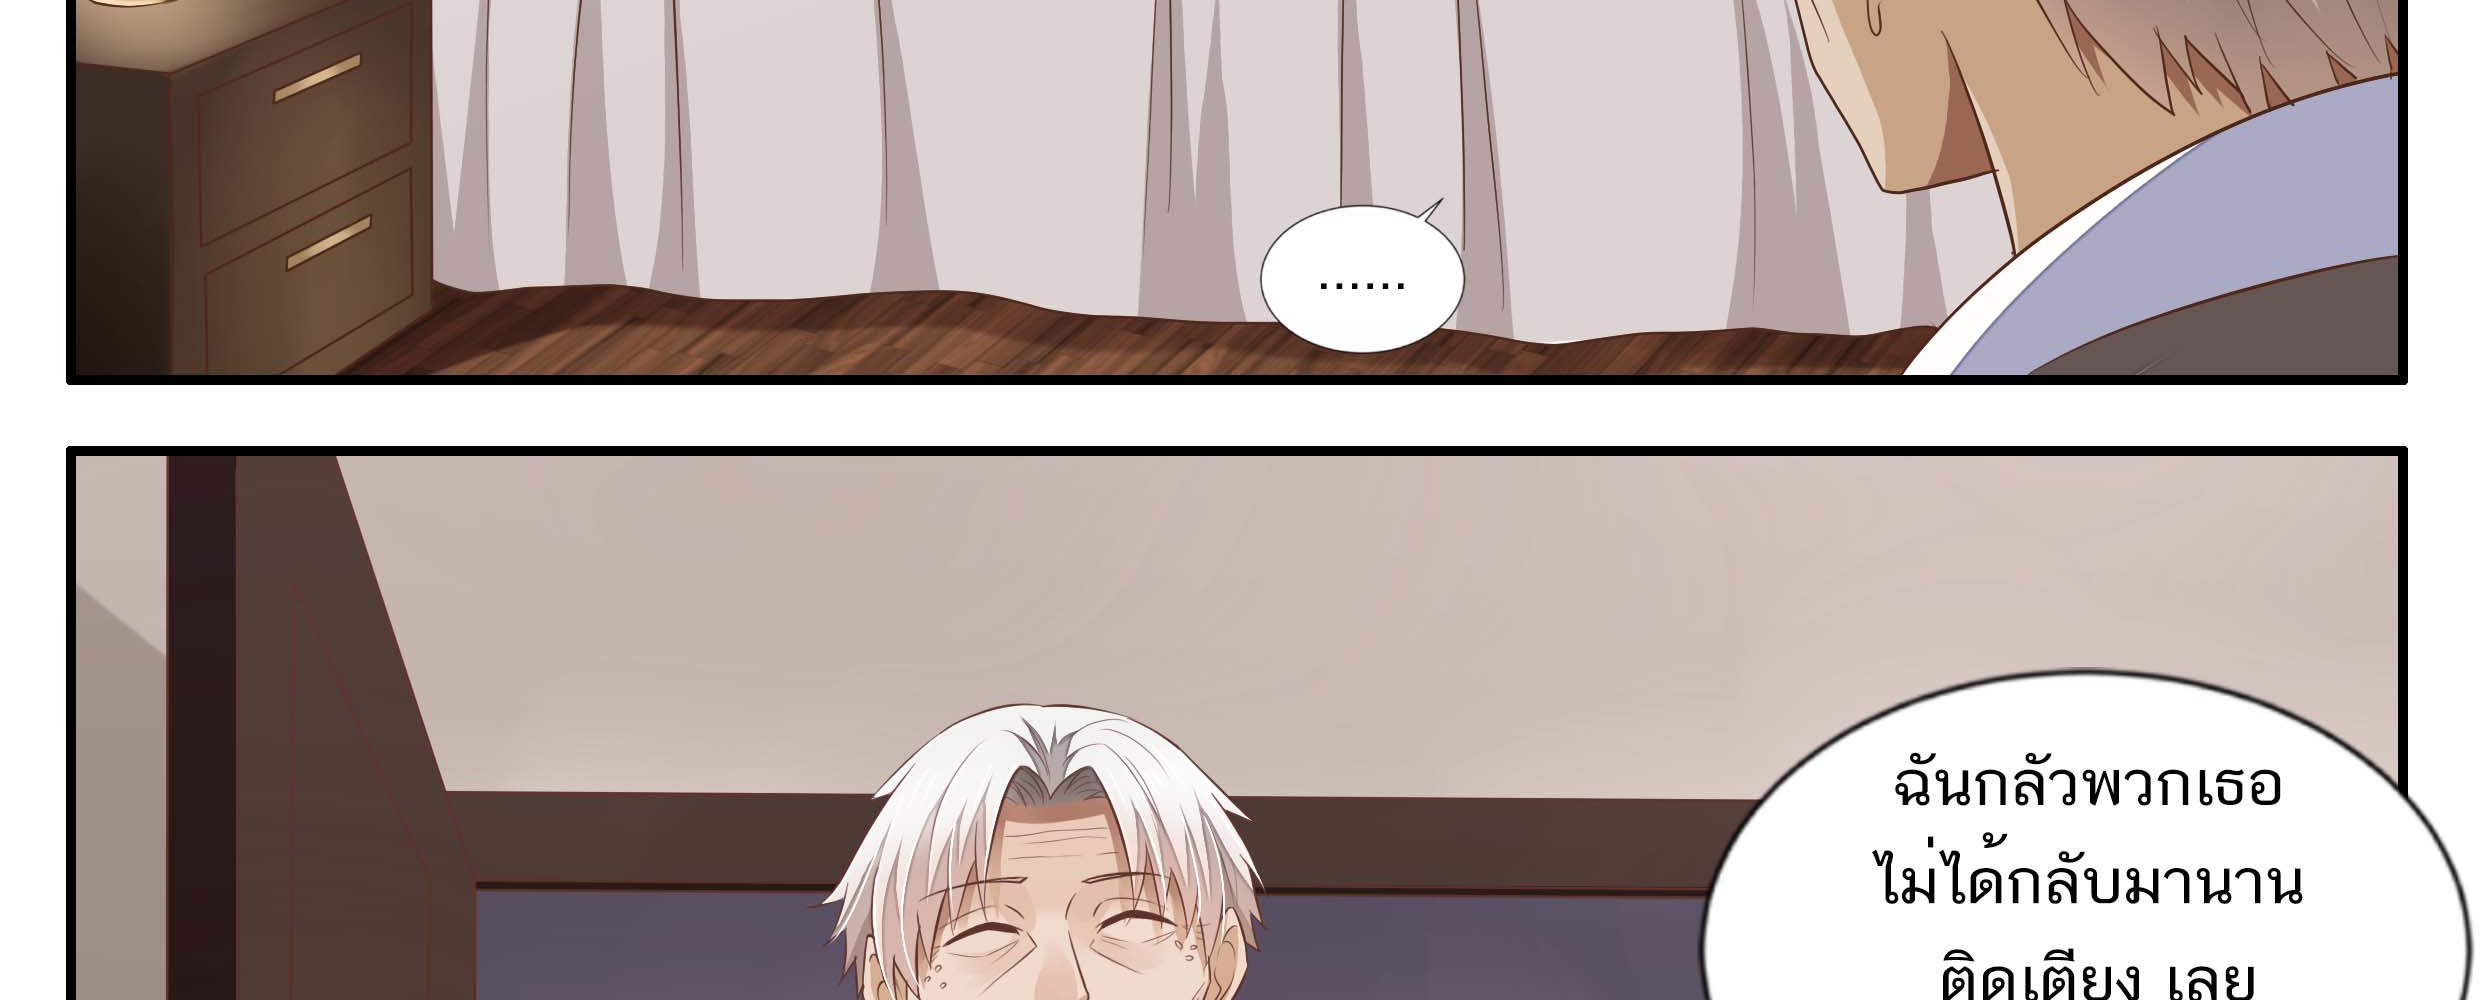 ......
ฉันกลัวพวกเธอ
ไม่ได้กลับมานาน
ติดเตียง เลย